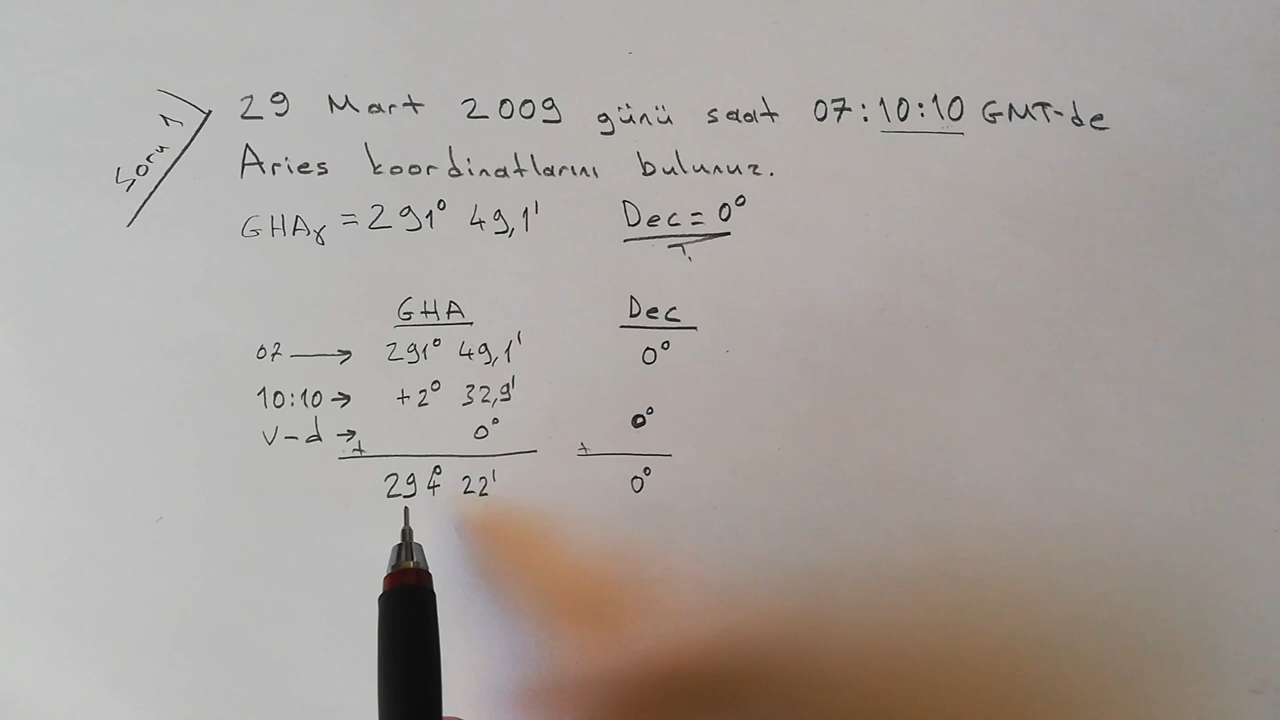 Soru 1
29 Mart 2009 günü saat 07:10:10 GMT-de
Aries koordinatlarını bulunuz.
GHAγ = 291° 49,1' Dec = 0°
T.
GHA Dec
07 → 291° 49,1' 0°
10:10 → +2° 32,9' 0°
v-d → 0°
+ +
294° 22' 0°